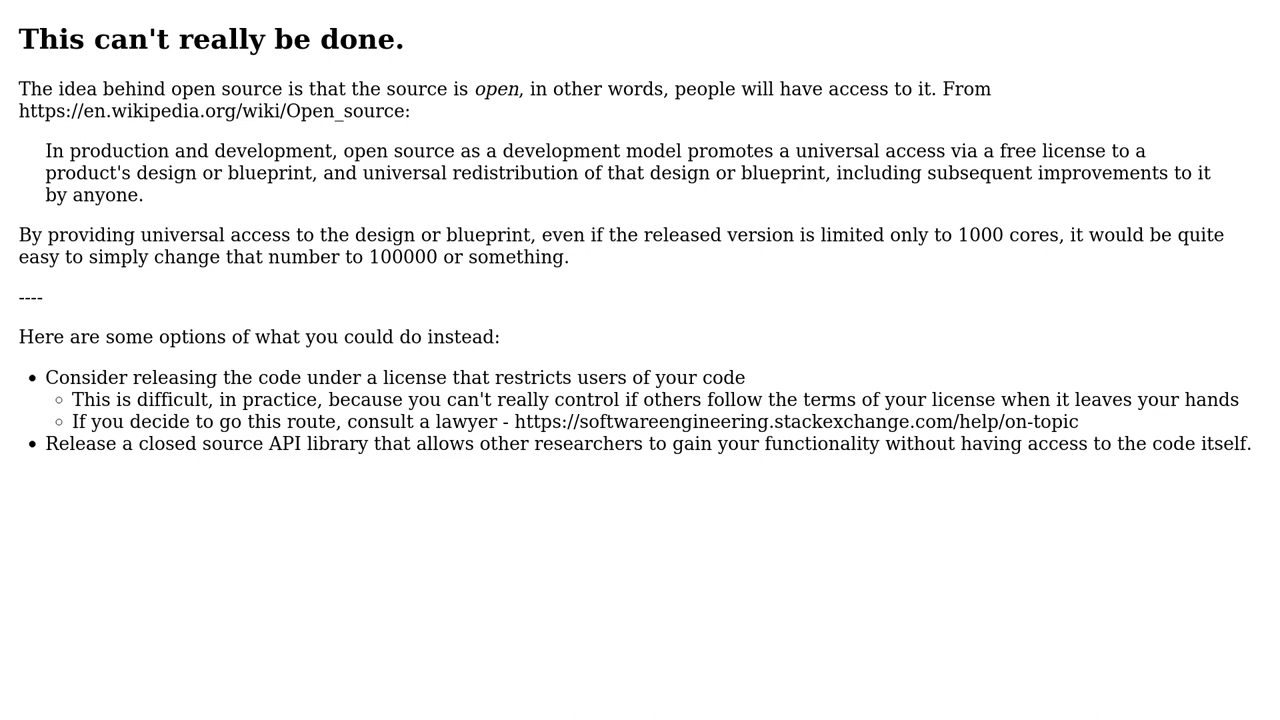 This can't really be done.
The idea behind open source is that the source is open, in other words, people will have access to it. From
https://en.wikipedia.org/wiki/Open_source:
In production and development, open source as a development model promotes a universal access via a free license to a
product's design or blueprint, and universal redistribution of that design or blueprint, including subsequent improvements to it
by anyone.
By providing universal access to the design or blueprint, even if the released version is limited only to 1000 cores, it would be quite
easy to simply change that number to 100000 or something.
----
Here are some options of what you could do instead:
• Consider releasing the code under a license that restricts users of your code
◦ This is difficult, in practice, because you can't really control if others follow the terms of your license when it leaves your hands
◦ If you decide to go this route, consult a lawyer - https://softwareengineering.stackexchange.com/help/on-topic
• Release a closed source API library that allows other researchers to gain your functionality without having access to the code itself.